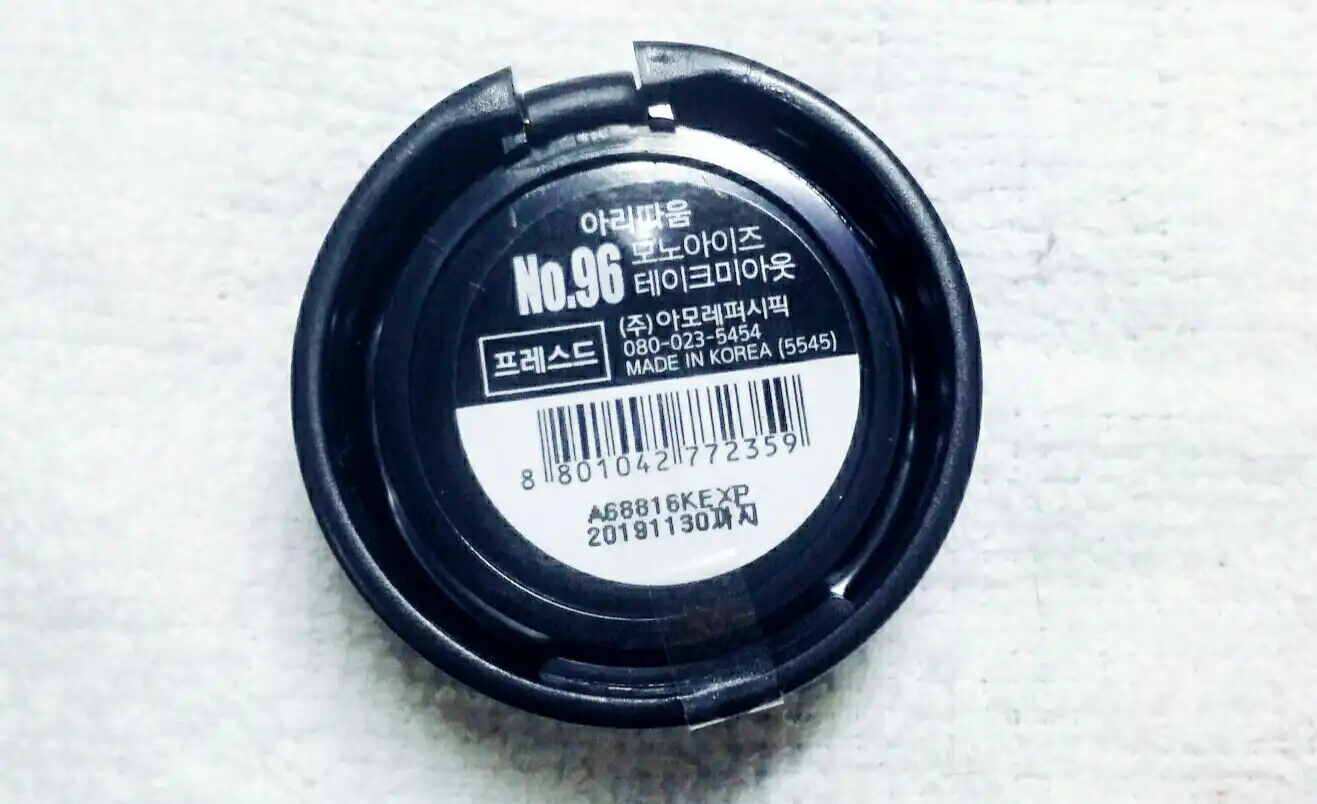 아리따움
No.96 모노아이즈
테이크미아웃
프레스드
(주)아모레퍼시픽
080-023-5454
MADE IN KOREA (5545)
8 801042 772359
A68816KEXP
20191130까지